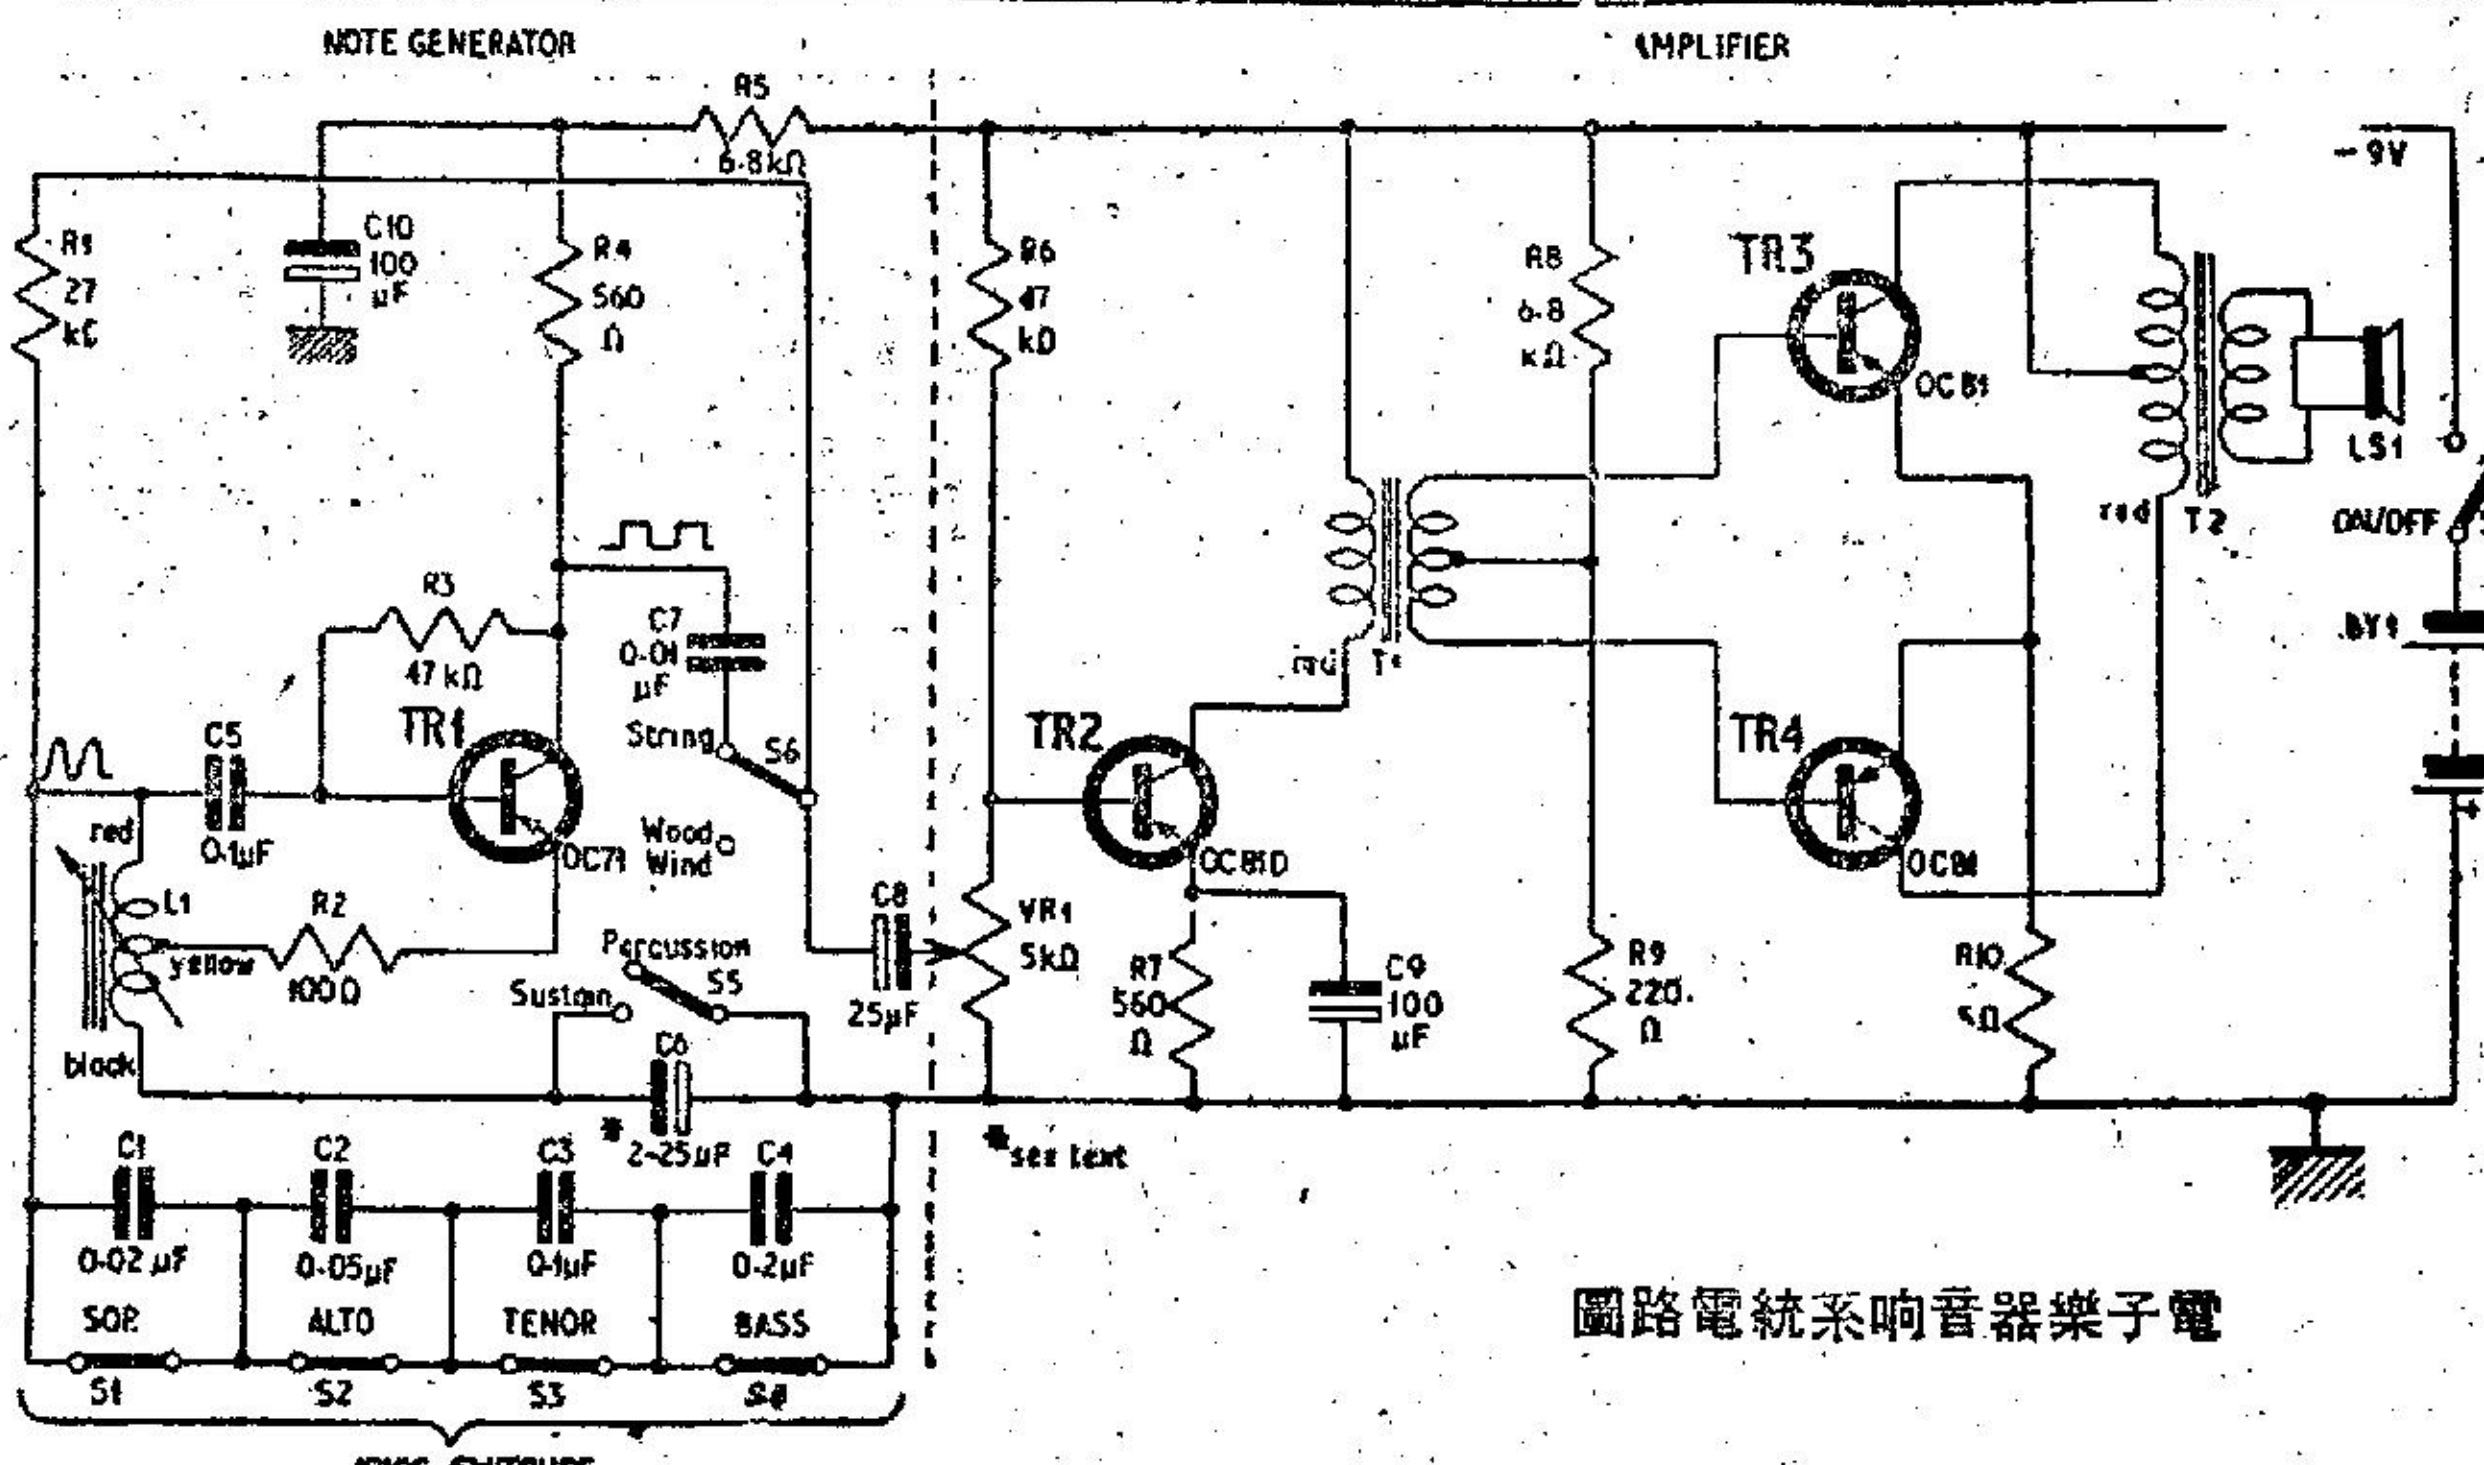 NOTE GENERATOR
AMPLIFIER
R5
6.8kΩ
-9V
R1
27
C10
100
µF
R4
560
Ω
R6
47
kΩ
R8
6.8
kΩ
TR3
OC81
LS1
red
T2
ON/OFF
R3
47kΩ
C7
0.01
µF
BY1
red
T1
TR1
C5
0.1µF
String
S6
TR2
TR4
red
OC71
Wood
Wind
OC81D
OC81
L1
R2
100Ω
yellow
C8
25µF
VR1
5kΩ
Percussion
S5
Sustain
R7
560
Ω
C9
100
µF
R9
220
Ω
R10
5Ω
+
black
C6
*
2-25µF
*
see text
C1
0.02µF
C2
0.05µF
C3
0.1µF
C4
0.2µF
SOP.
ALTO
TENOR
BASS
S1
S2
S3
S4
圖路電統系响音器樂子電